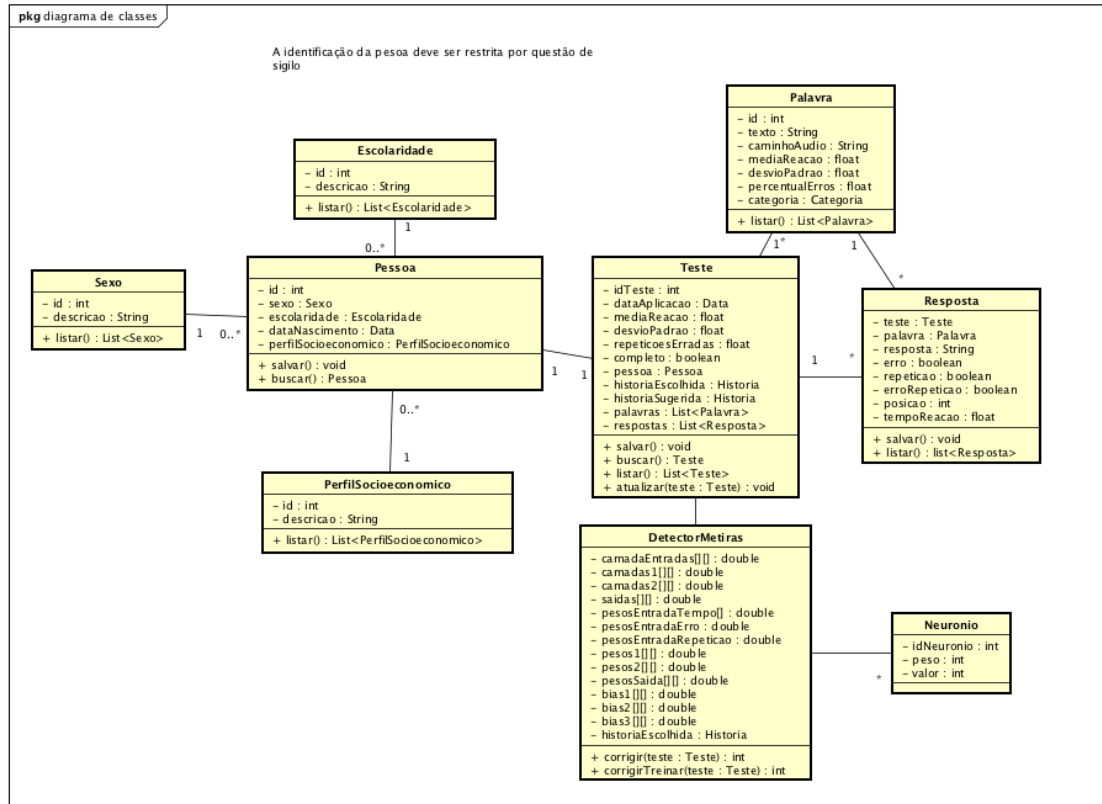 pkg diagrama de classes
A identificação da pesoa deve ser restrita por questão de
sigilo
Palavra
– id : int
– texto : String
– caminhoAudio : String
– mediaReacao : float
– desvioPadrao : float
– percentualErros : float
– categoria : Categoria
+ listar() : List<Palavra>
Escolaridade
– id : int
– descricao : String
+ listar() : List<Escolaridade>
1
0..*
1*
1
*
Sexo
– id : int
– descricao : String
+ listar() : List<Sexo>
1
0..*
Pessoa
– id : int
– sexo : Sexo
– escolaridade : Escolaridade
– dataNascimento : Data
– perfilSocioeconomico : PerfilSocioeconomico
+ salvar() : void
+ buscar() : Pessoa
1
1
Teste
– idTeste : int
– dataAplicacao : Data
– mediaReacao : float
– desvioPadrao : float
– repeticoesErradas : float
– completo : boolean
– pessoa : Pessoa
– historiaEscolhida : Historia
– historiaSugerida : Historia
– palavras : List<Palavra>
– respostas : List<Resposta>
+ salvar() : void
+ buscar() : Teste
+ listar() : List<Teste>
+ atualizar(teste : Teste) : void
1
*
Resposta
– teste : Teste
– palavra : Palavra
– resposta : String
– erro : boolean
– repeticao : boolean
– erroRepeticao : boolean
– posicao : int
– tempoReacao : float
+ salvar() : void
+ listar() : list<Resposta>
0..*
1
PerfilSocioeconomico
– id : int
– descricao : String
+ listar() : List<PerfilSocioeconomico>
DetectorMetiras
– camadaEntradas[][] : double
– camadas1[][] : double
– camadas2[][] : double
– saidas[][] : double
– pesosEntradaTempo[] : double
– pesosEntradaErro : double
– pesosEntradaRepeticao : double
– pesos1[][] : double
– pesos2[][] : double
– pesosSaida[][] : double
– bias1[][] : double
– bias2[][] : double
– bias3[][] : double
– historiaEscolhida : Historia
+ corrigir(teste : Teste) : int
+ corrigirTreinar(teste : Teste) : int
*
Neuronio
– idNeuronio : int
– peso : int
– valor : int